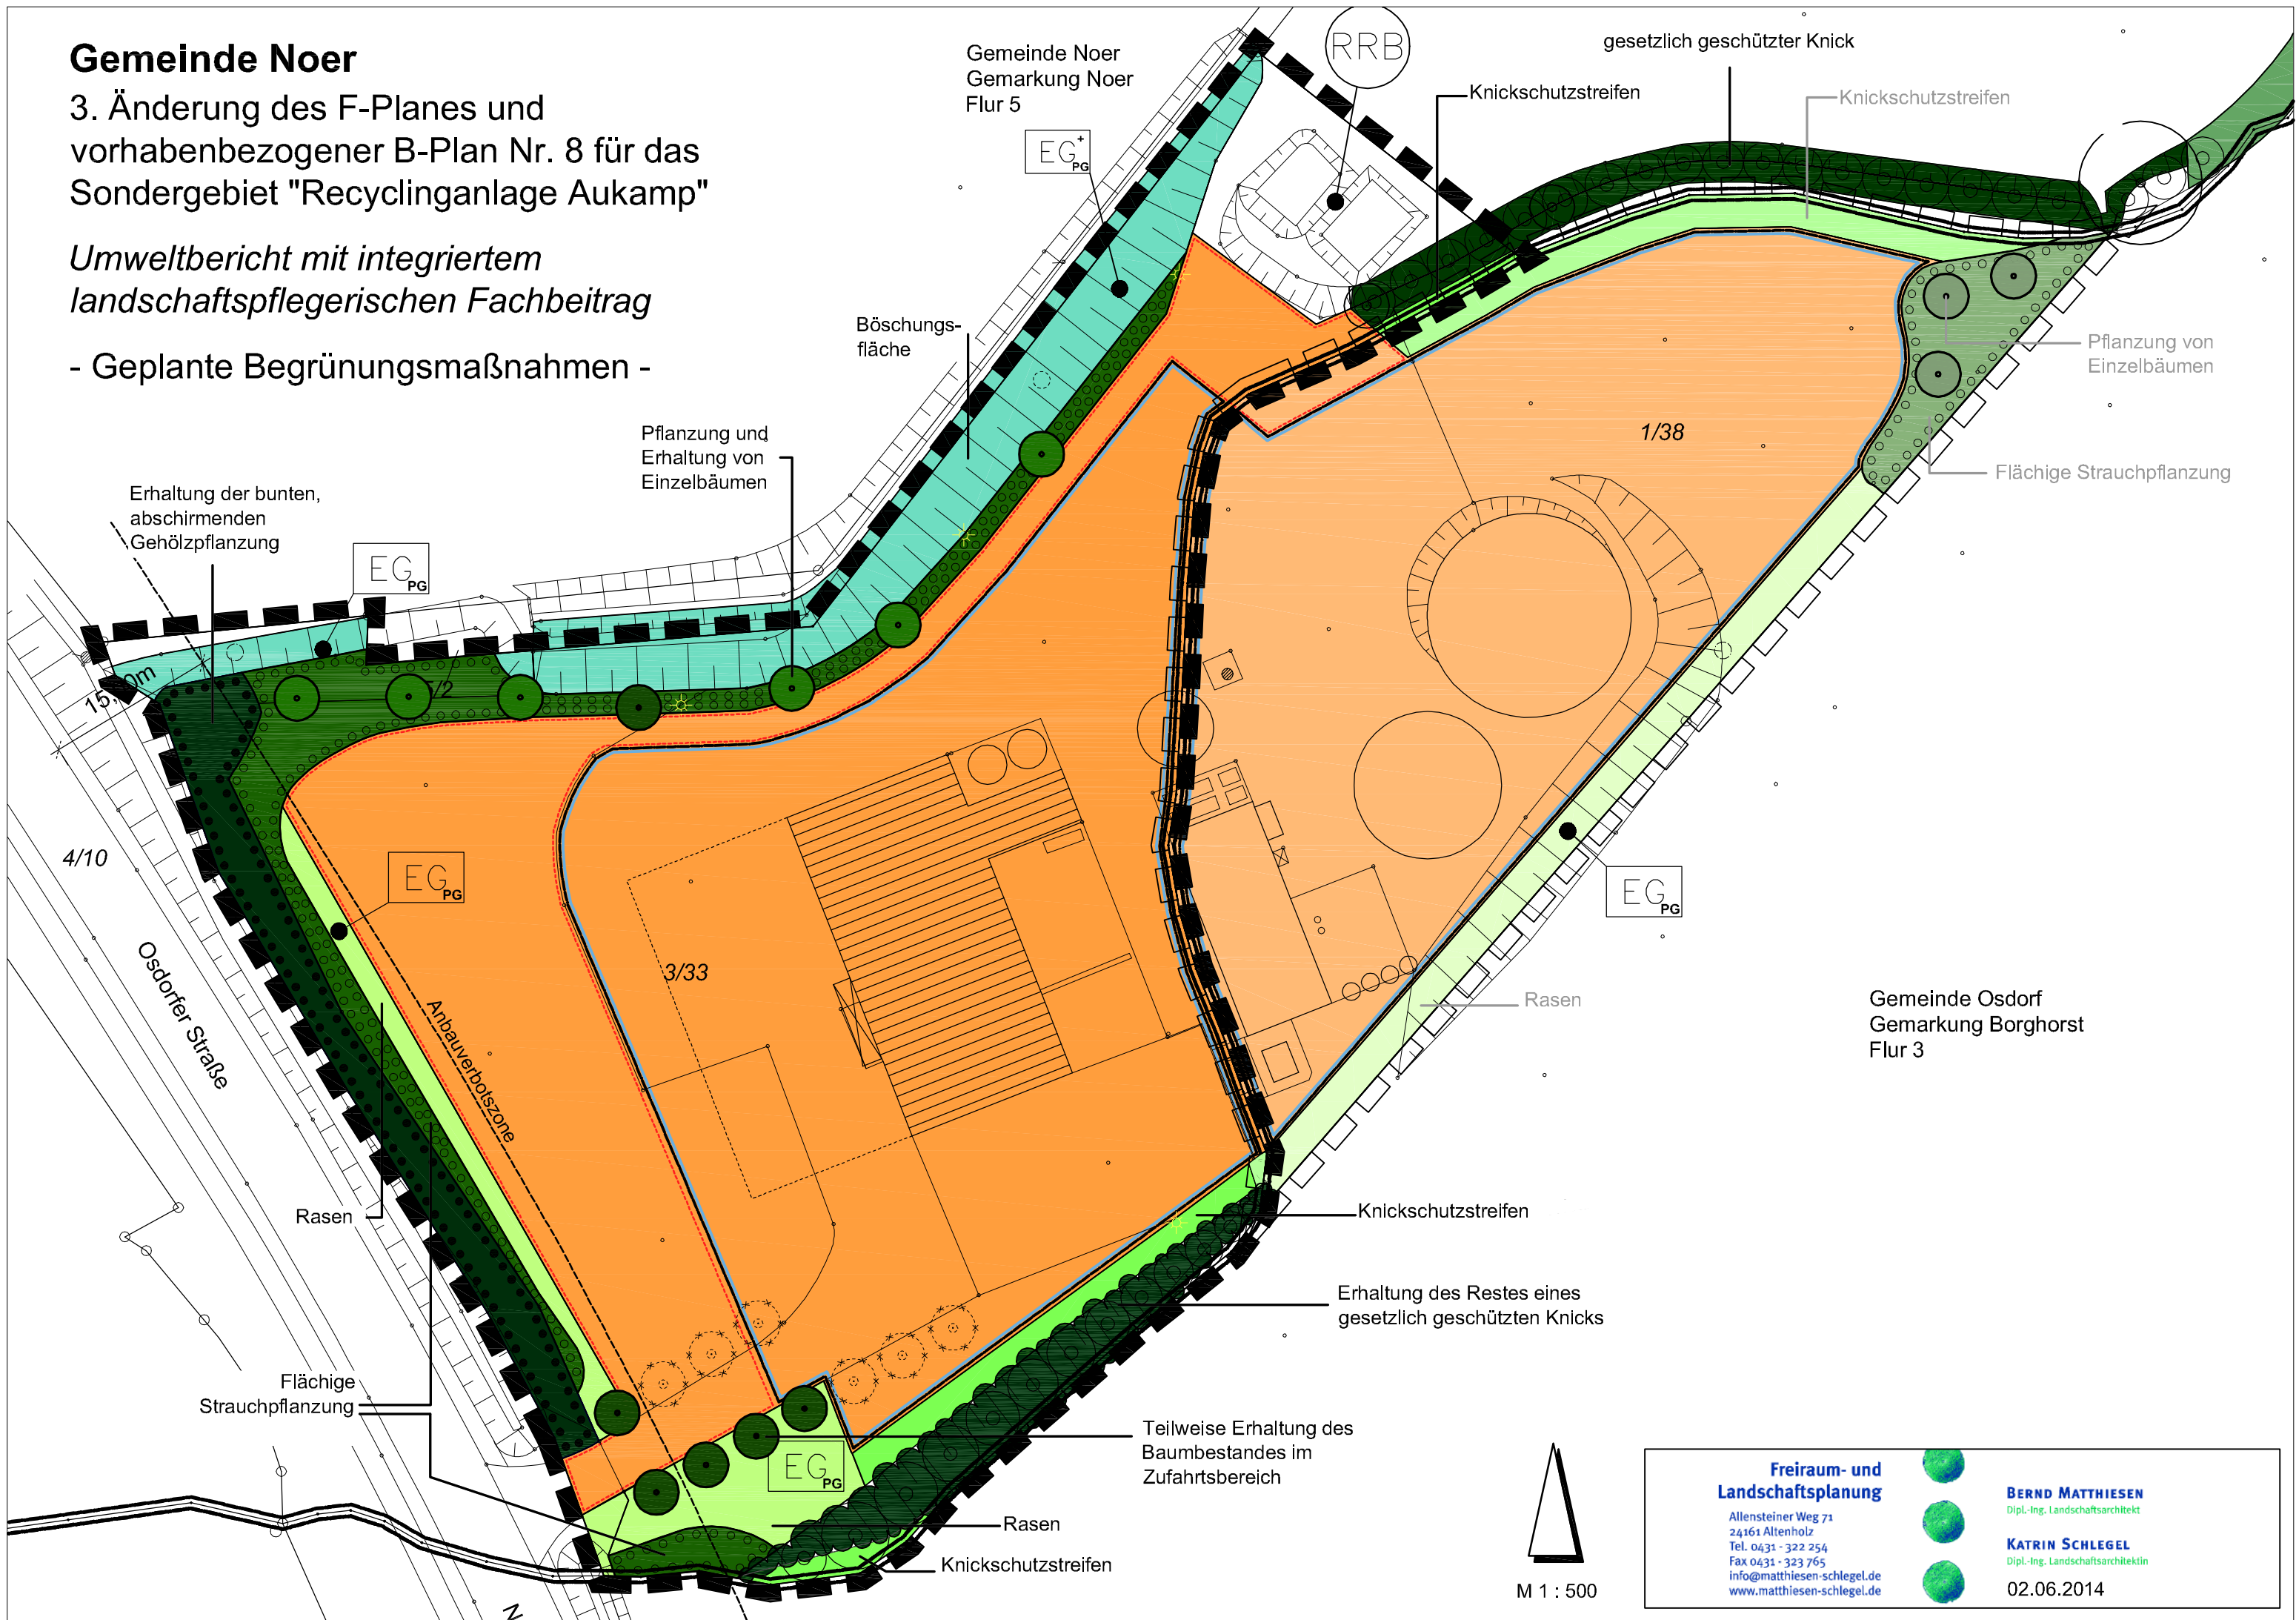 Gemeinde Noer
3. Änderung des F-Planes und
vorhabenbezogener B-Plan Nr. 8 für das
Sondergebiet "Recyclinganlage Aukamp"
Umweltbericht mit integriertem
landschaftspflegerischen Fachbeitrag
- Geplante Begrünungsmaßnahmen -
Gemeinde Noer
Gemarkung Noer
Flur 5
EG+
PG
RRB
gesetzlich geschützter Knick
Knickschutzstreifen
Knickschutzstreifen
Böschungs-
fläche
Pflanzung von
Einzelbäumen
Flächige Strauchpflanzung
1/38
Pflanzung und
Erhaltung von
Einzelbäumen
Erhaltung der bunten,
abschirmenden
Gehölzpflanzung
EG
PG
4/10
EG
PG
3/33
Osdorfer Straße
Anbauverbotszone
EG
PG
Rasen
Gemeinde Osdorf
Gemarkung Borghorst
Flur 3
Rasen
Knickschutzstreifen
Erhaltung des Restes eines
gesetzlich geschützten Knicks
Flächige
Strauchpflanzung
Teilweise Erhaltung des
Baumbestandes im
Zufahrtsbereich
EG
PG
Rasen
Knickschutzstreifen
N
M 1 : 500
Freiraum- und
Landschaftsplanung
Allensteiner Weg 71
24161 Altenholz
Tel. 0431 - 322 254
Fax 0431 - 323 765
info@matthiesen-schlegel.de
www.matthiesen-schlegel.de
BERND MATTHIESEN
Dipl.-Ing. Landschaftsarchitekt
KATRIN SCHLEGEL
Dipl.-Ing. Landschaftsarchitektin
02.06.2014